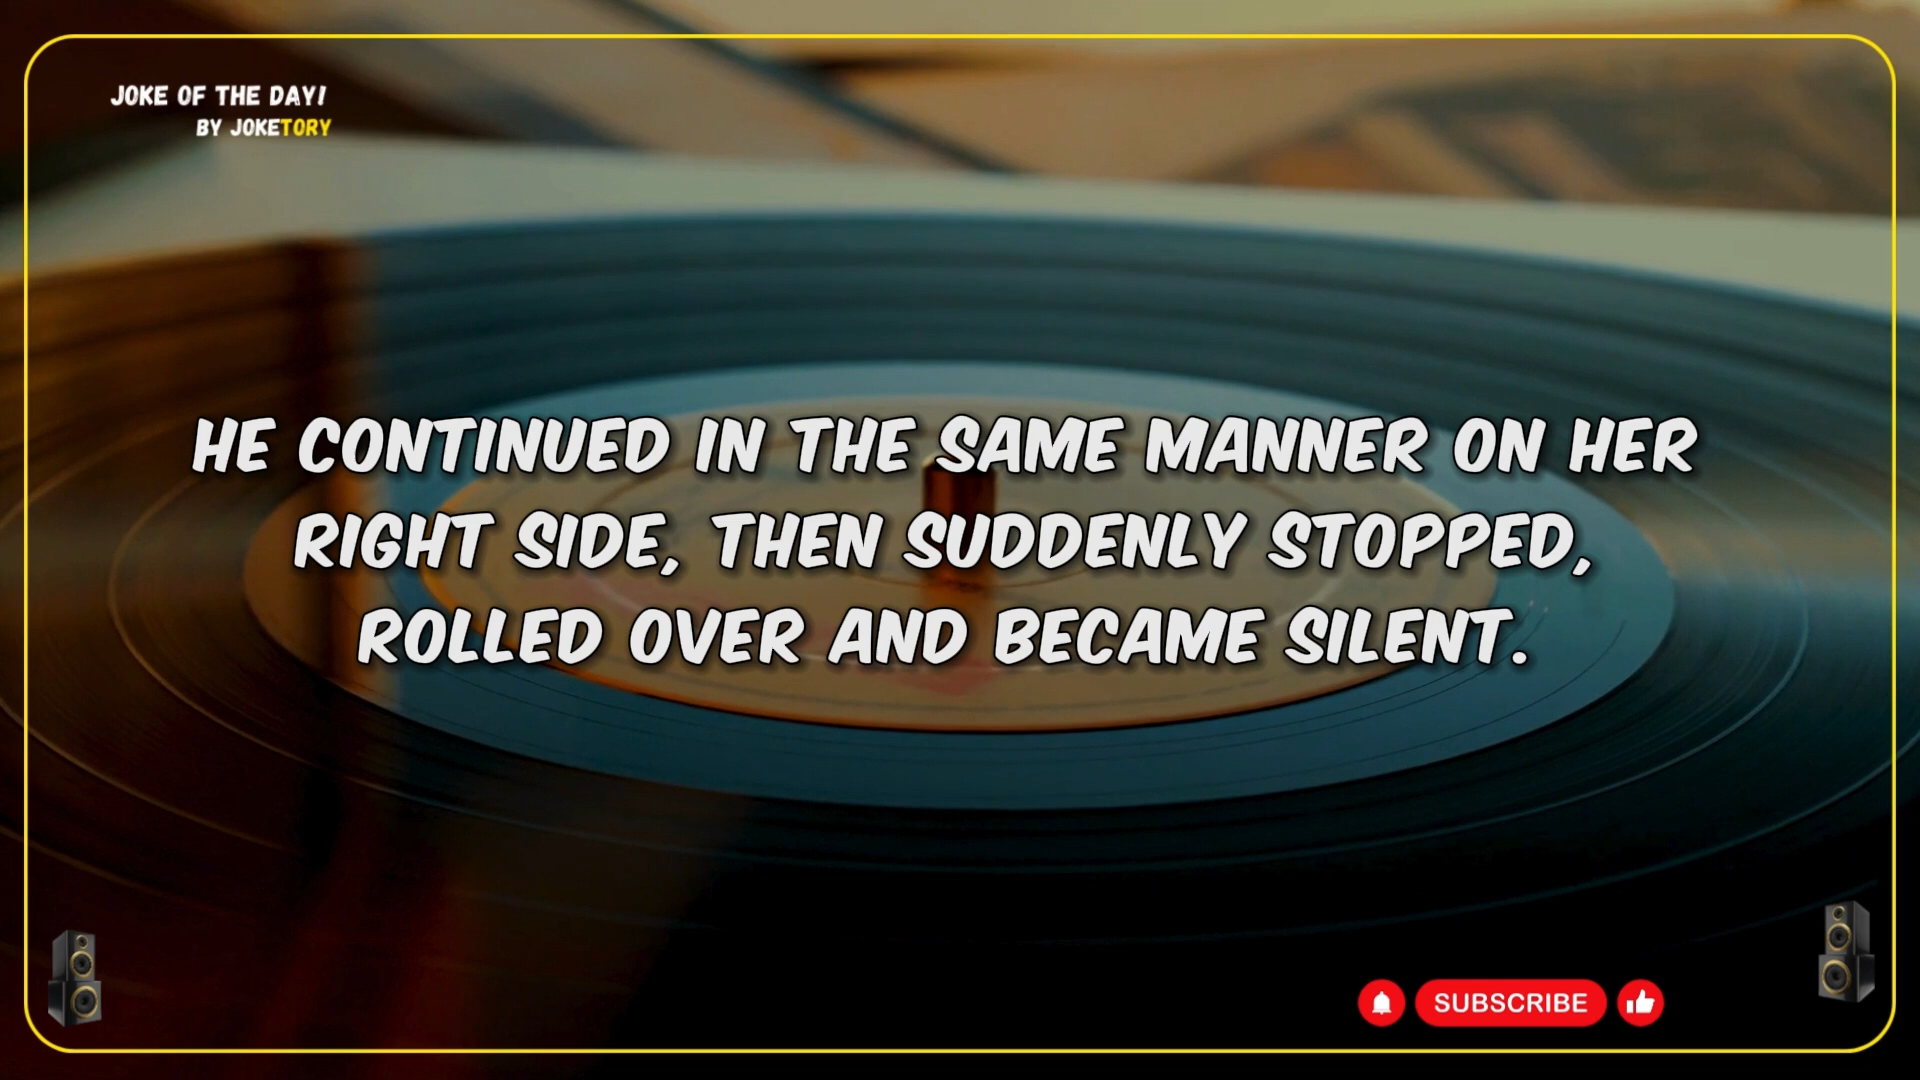 JOKE OF THE DAY!
BY JOKETORY
HE CONTINUED IN THE SAME MANNER ON HER
RIGHT SIDE, THEN SUDDENLY STOPPED,
ROLLED OVER AND BECAME SILENT.
SUBSCRIBE